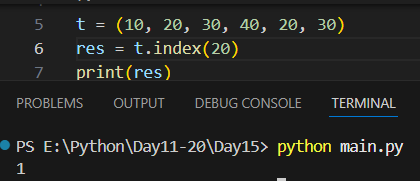 5 t = (10, 20, 30, 40, 20, 30)
6 res = t.index(20)
7 print(res)
PROBLEMS OUTPUT DEBUG CONSOLE TERMINAL
PS E:\Python\Day11-20\Day15> python main.py
1